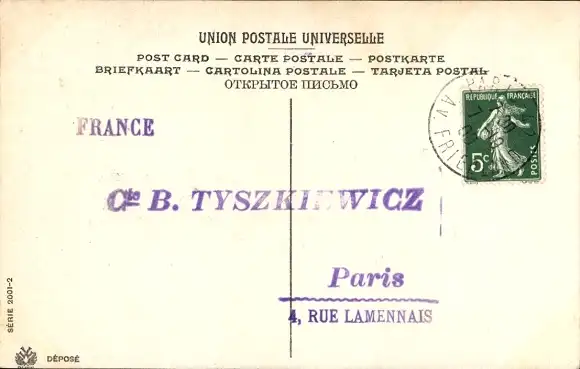 UNION POSTALE UNIVERSELLE
POST CARD — CARTE POSTALE — POSTKARTE
BRIEFKAART — CARTOLINA POSTALE — TARJETA POSTAL
ОТКРЫТОЕ ПИСЬМО
FRANCE
REPUBLIQUE FRANÇAISE
5c
POSTES
Cte B. TYSZKIEWICZ
Paris
4, RUE LAMENNAIS
SÉRIE 2001-2
DÉPOSÉ